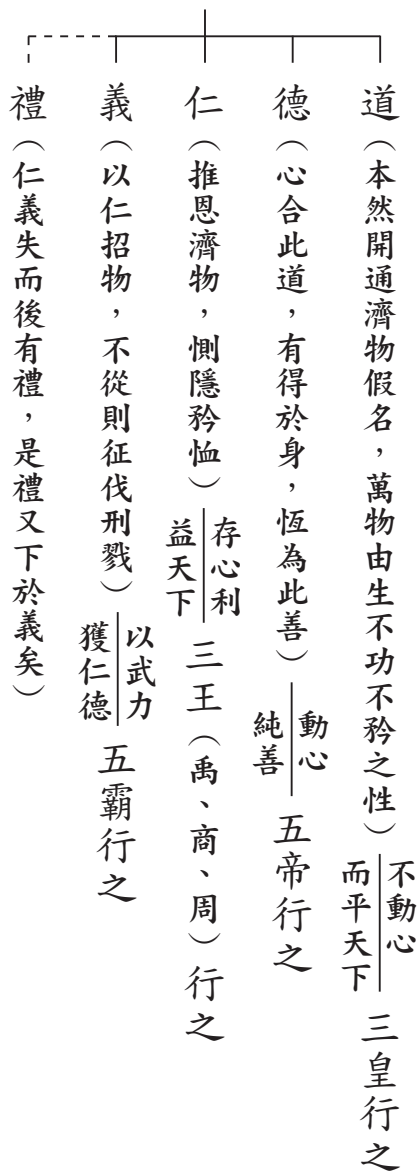 道（本然開通濟物假名，萬物由生不功不矜之性）不動心而平天下 三皇行之
德（心合此道，有得於身，恆為此善）動心純善 五帝行之
仁（推恩濟物，惻隱矜恤）存心利益天下 三王（禹、商、周）行之
義（以仁招物，不從則征伐刑戮）以武力獲仁德 五霸行之
禮（仁義失而後有禮，是禮又下於義矣）